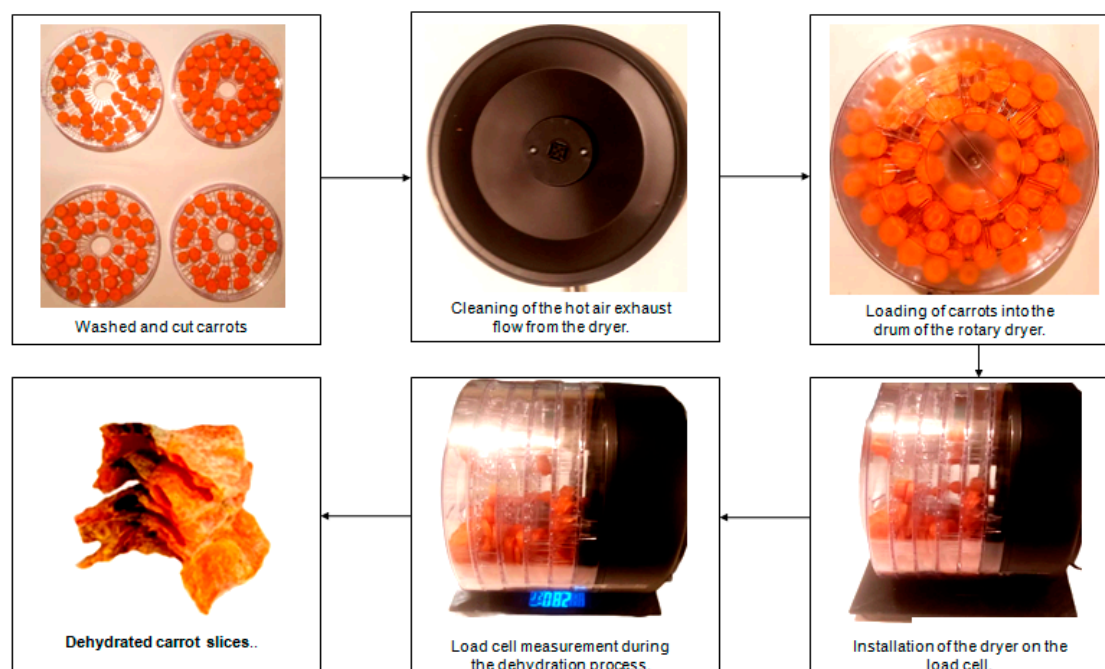 Washed and cut carrots
Cleaning of the hot air exhaust
flow from the dryer.
Loading of carrots into the
drum of the rotary dryer.
Installation of the dryer on the
load cell.
Load cell measurement during
the dehydration process.
Dehydrated carrot slices..